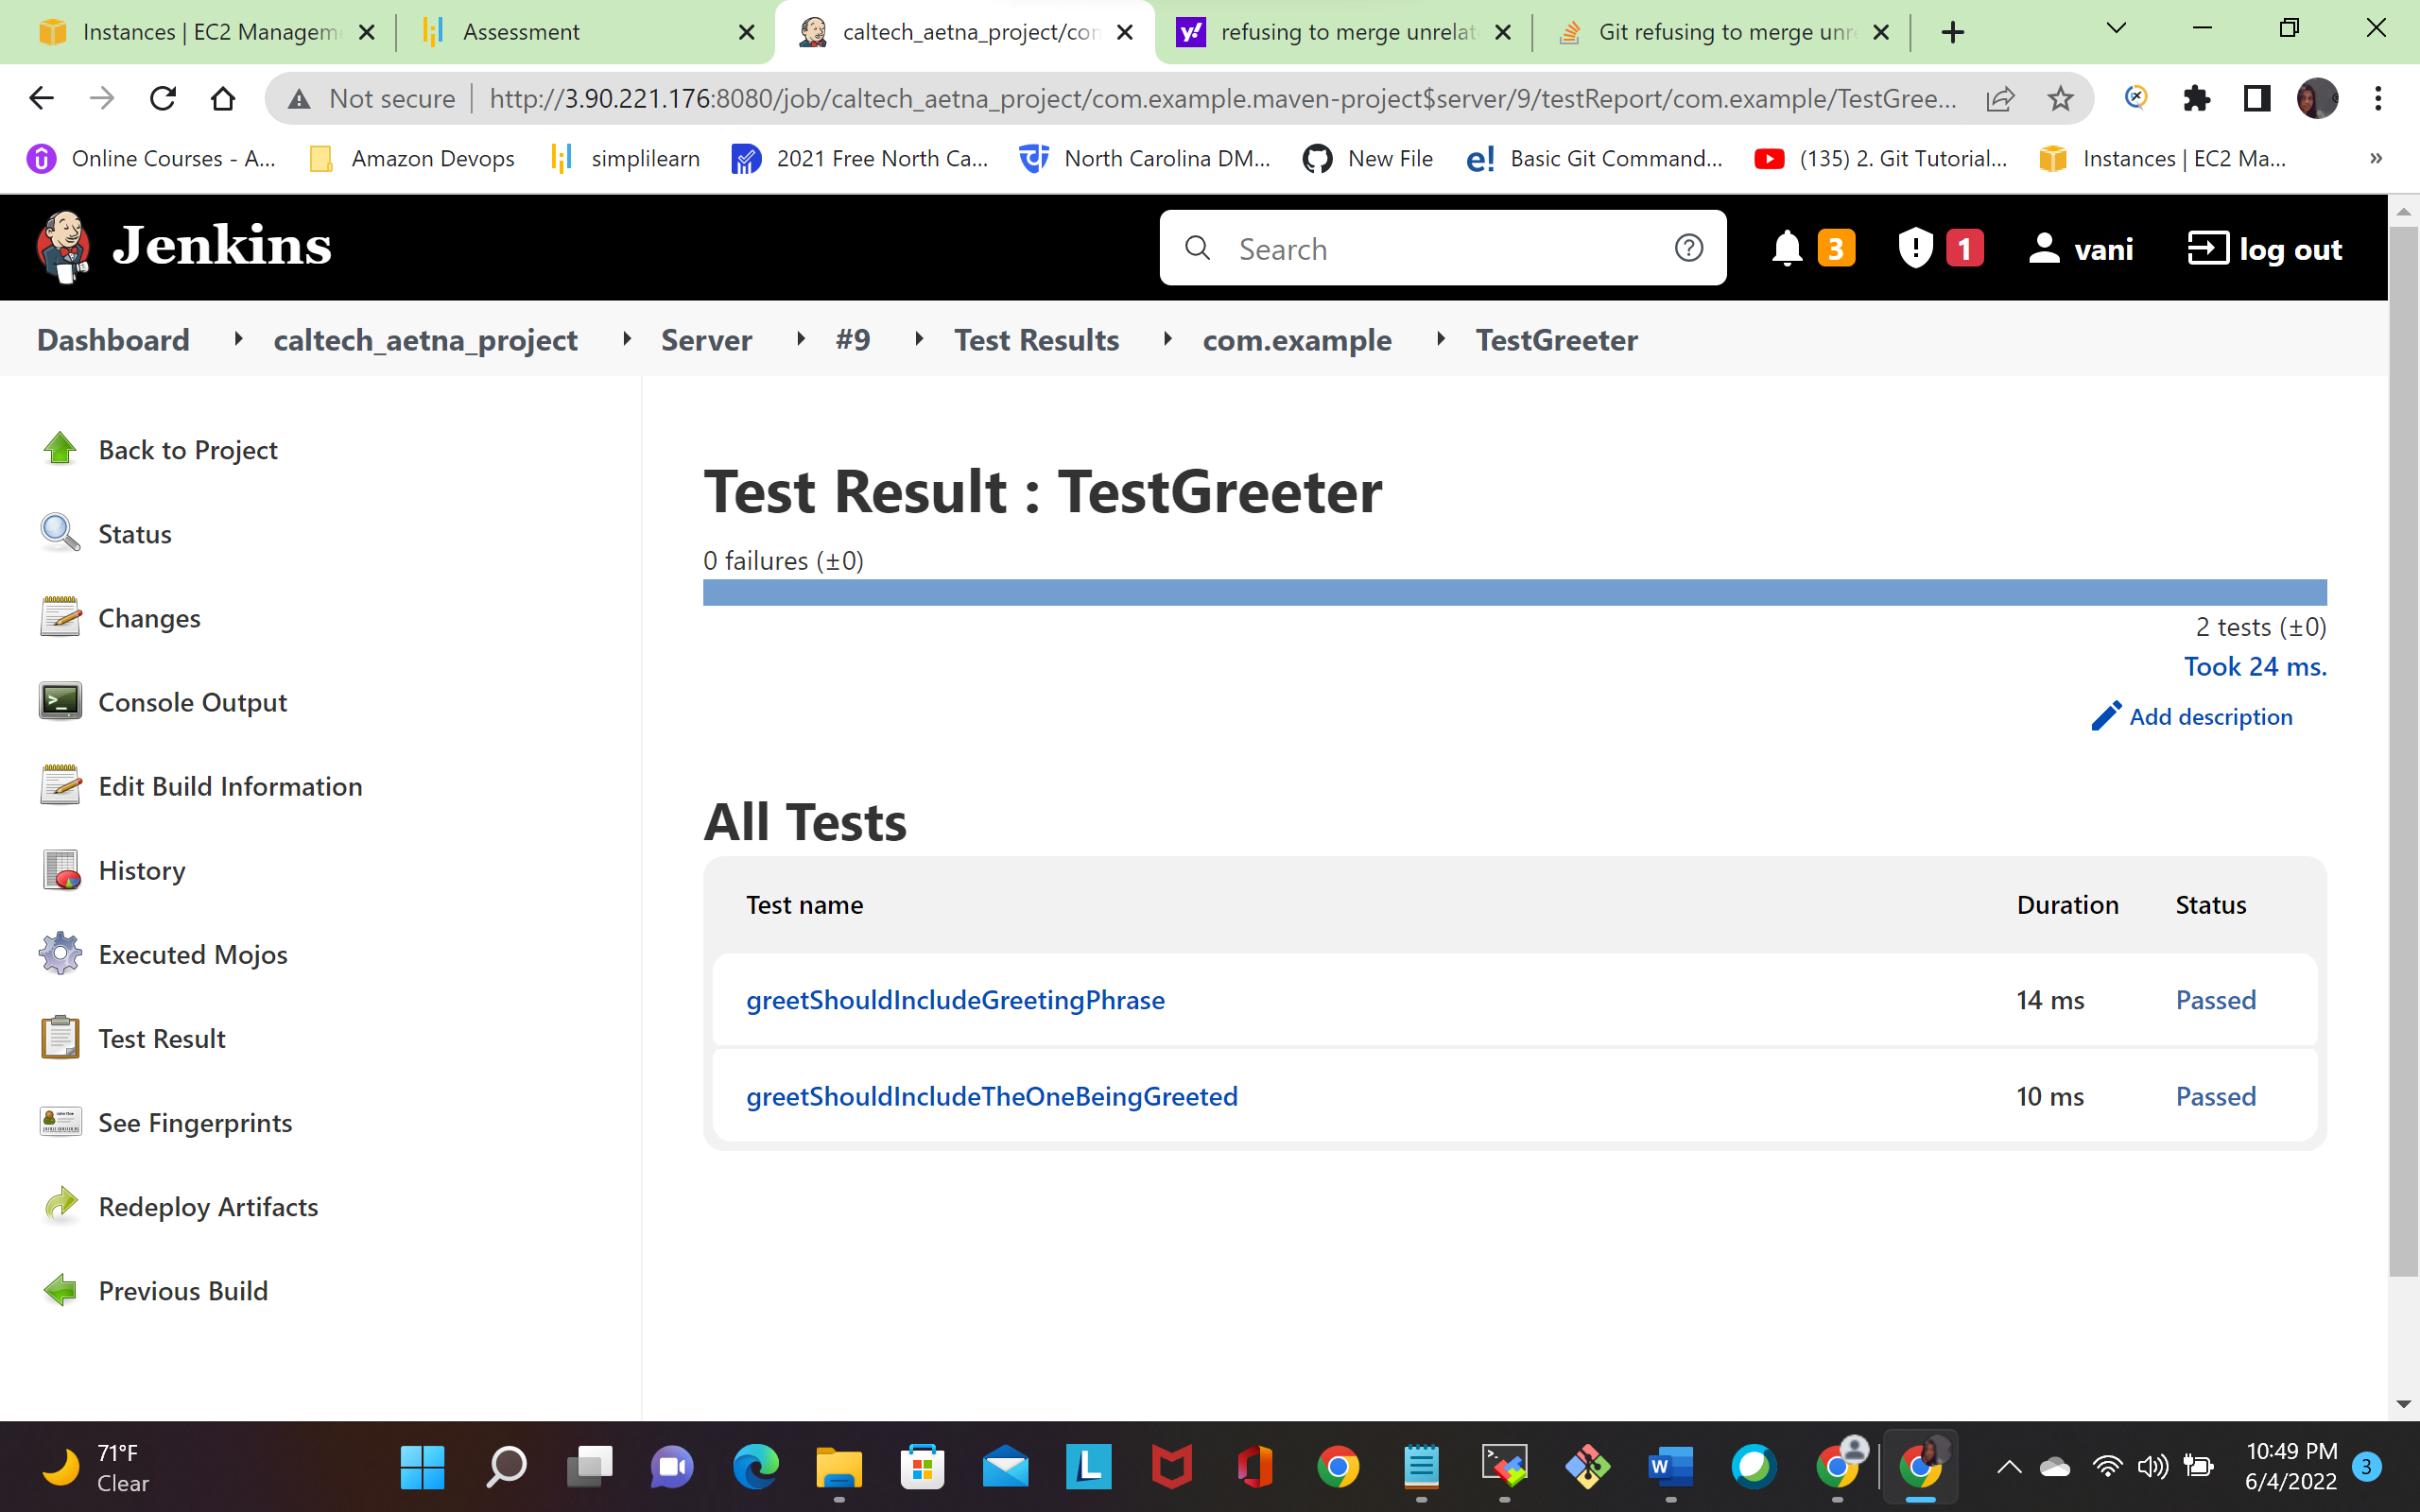 Instances | EC2 Managem
Assessment
caltech_aetna_project/con
refusing to merge unrelat
Git refusing to merge unr
Not secure
http://3.90.221.176:8080/job/caltech_aetna_project/com.example.maven-project$server/9/testReport/com.example/TestGree...
Online Courses - A...
Amazon Devops
simplilearn
2021 Free North Ca...
North Carolina DM...
New File
e!
Basic Git Command...
(135) 2. Git Tutorial...
Instances | EC2 Ma...
»
Jenkins
Search
3
1
vani
log out
Dashboard
caltech_aetna_project
Server
#9
Test Results
com.example
TestGreeter
Back to Project
Status
Changes
Console Output
Edit Build Information
History
Executed Mojos
Test Result
See Fingerprints
Redeploy Artifacts
Previous Build
Test Result : TestGreeter
0 failures (±0)
2 tests (±0)
Took 24 ms.
Add description
All Tests
Test name Duration Status
greetShouldIncludeGreetingPhrase 14 ms Passed
greetShouldIncludeTheOneBeingGreeted 10 ms Passed
71°F
Clear
10:49 PM
6/4/2022
3